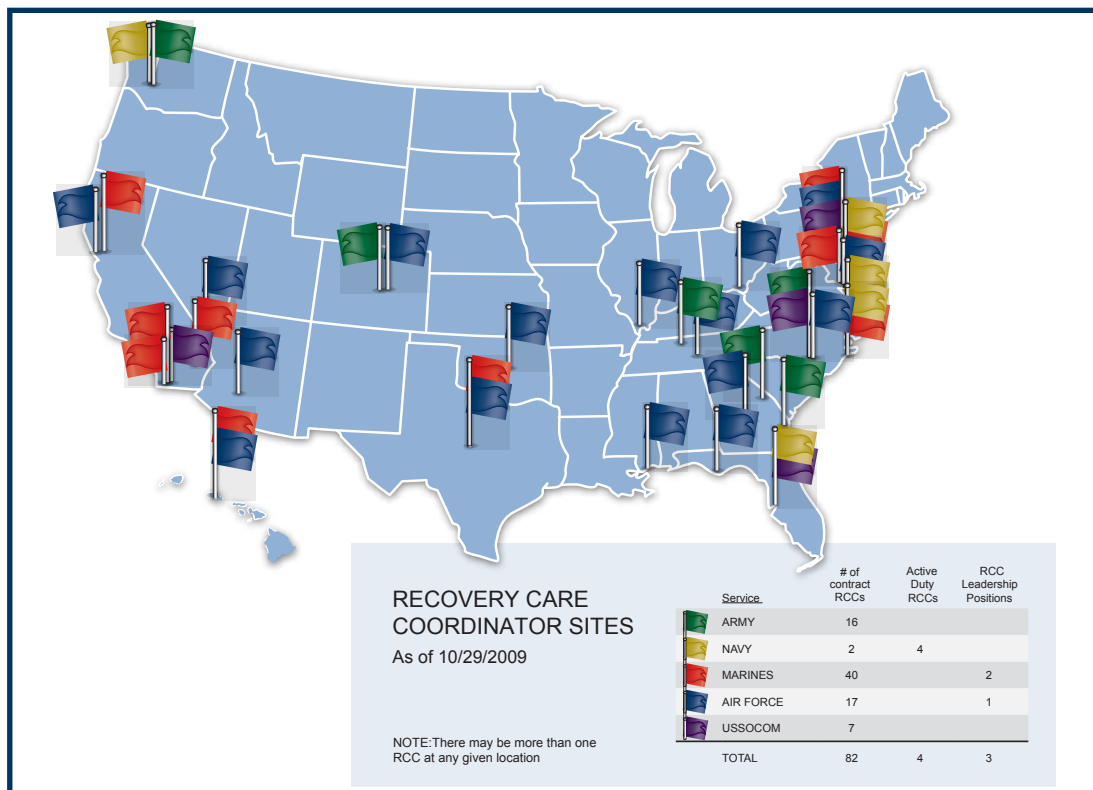 RECOVERY CARE
COORDINATOR SITES
As of 10/29/2009
NOTE:There may be more than one
RCC at any given location
# of
contract
RCCs
Active
Duty
RCCs
RCC
Leadership
Positions
Service
ARMY 16
NAVY 2 4
MARINES 40 2
AIR FORCE 17 1
USSOCOM 7
TOTAL 82 4 3